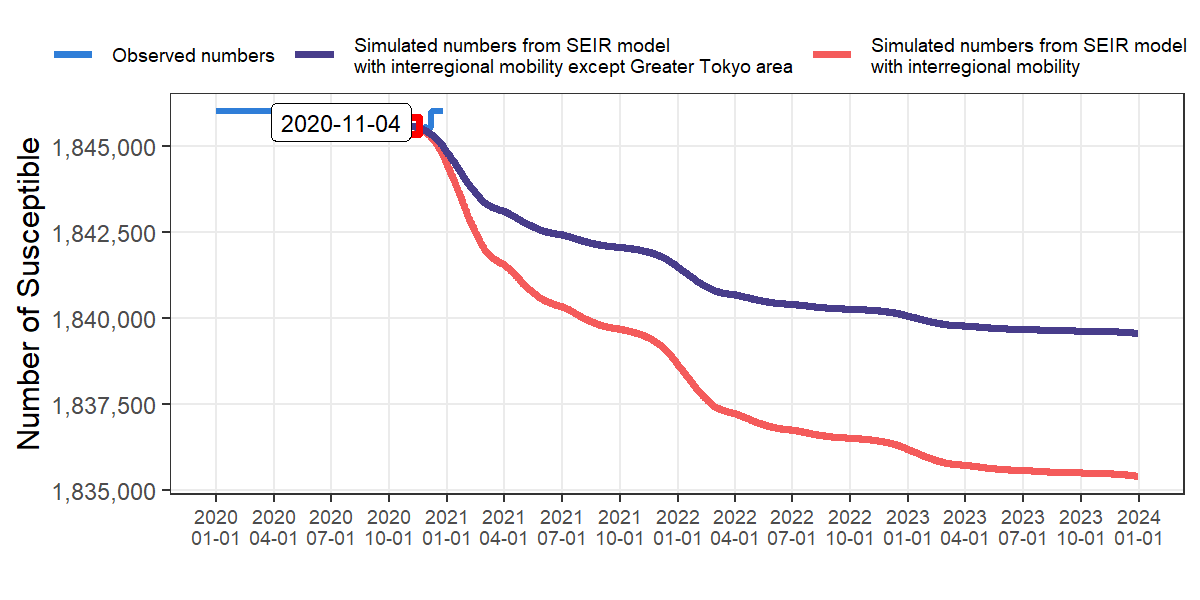 Observed numbers
Simulated numbers from SEIR model
with interregional mobility except Greater Tokyo area
Simulated numbers from SEIR model
with interregional mobility
Number of Susceptible
1,845,000
1,842,500
1,840,000
1,837,500
1,835,000
2020-11-04
2020 2020 2020 2020 2021 2021 2021 2021 2022 2022 2022 2022 2023 2023 2023 2023 2024
01-01 04-01 07-01 10-01 01-01 04-01 07-01 10-01 01-01 04-01 07-01 10-01 01-01 04-01 07-01 10-01 01-01